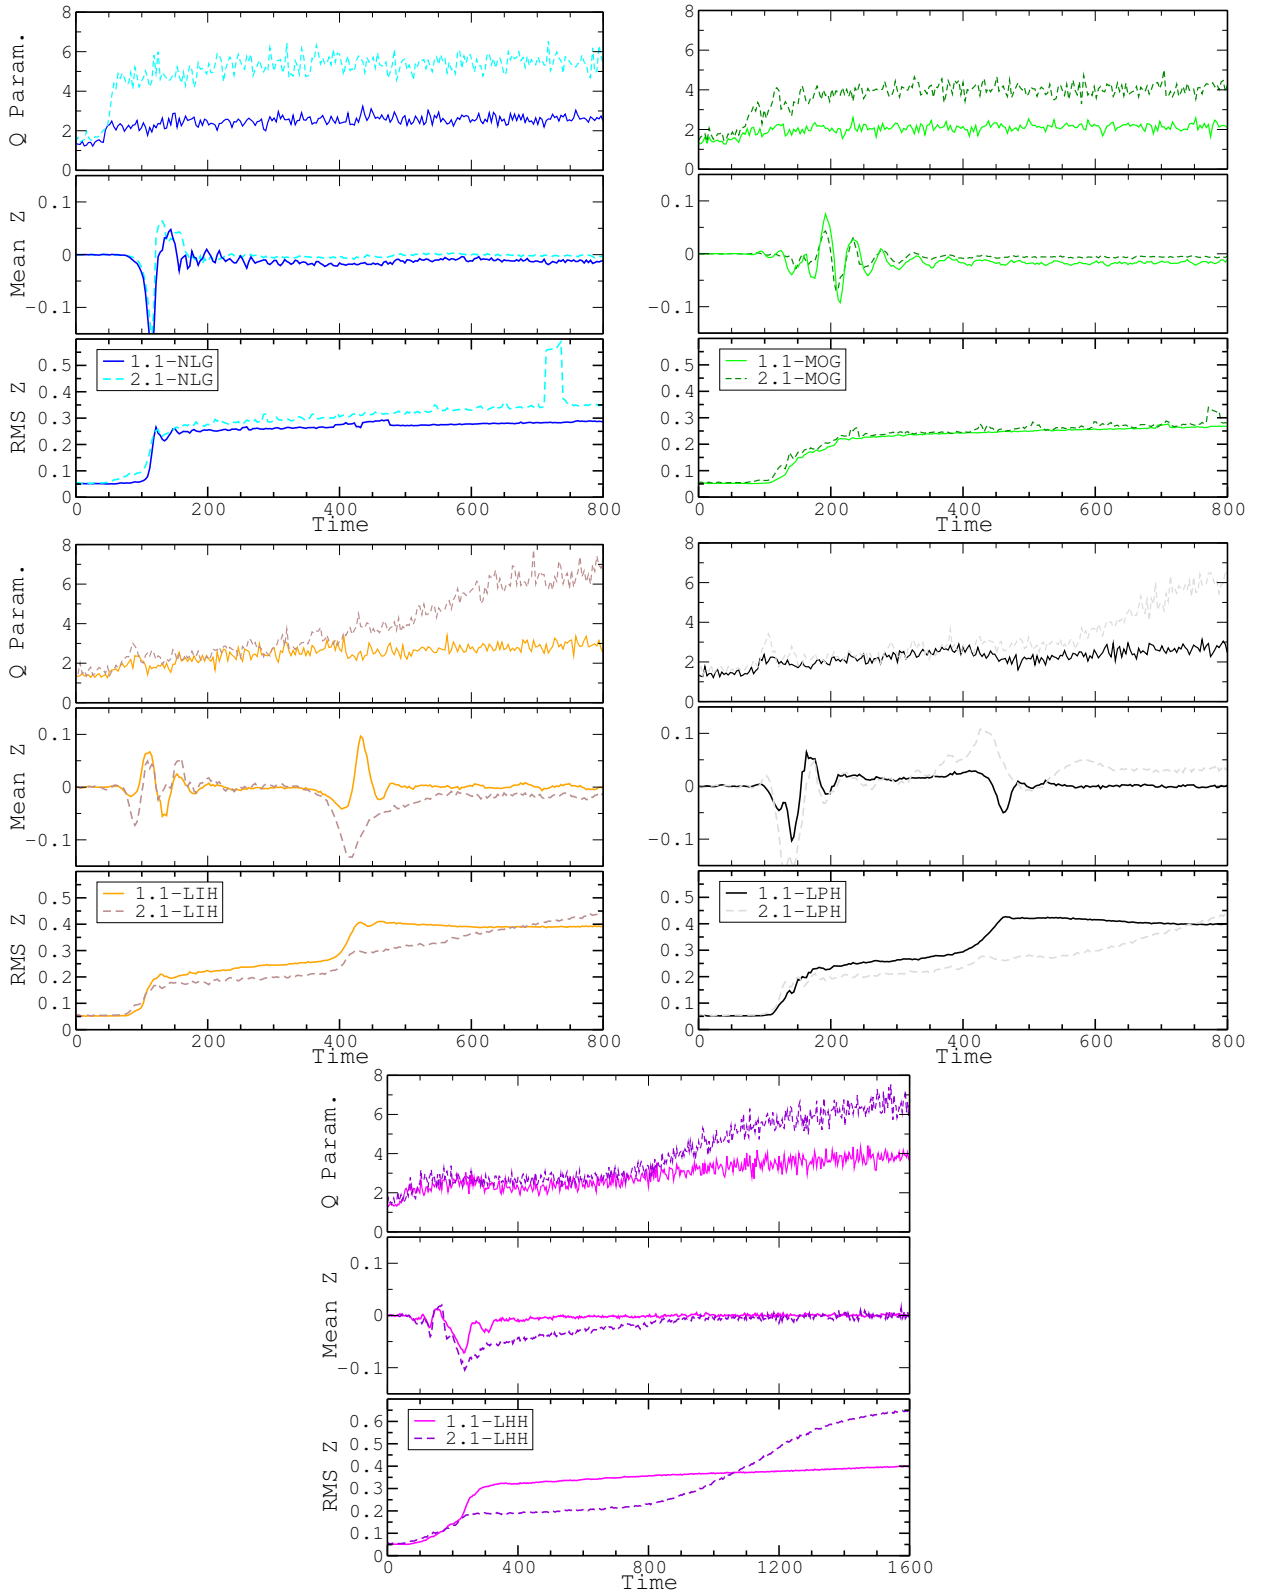 8
6
4
2
0
Q Param.
0.1
0
-0.1
Mean Z
0.5
0.4
0.3
0.2
0.1
0
RMS Z
1.1-NLG
2.1-NLG
0 200 400 600 800
Time
8
6
4
2
0
0.1
0
-0.1
0.5
0.4
0.3
0.2
0.1
0
1.1-MOG
2.1-MOG
0 200 400 600 800
Time
8
6
4
2
0
Q Param.
0.1
0
-0.1
Mean Z
0.5
0.4
0.3
0.2
0.1
0
RMS Z
1.1-LIH
2.1-LIH
0 200 400 600 800
Time
8
6
4
2
0
0.1
0
-0.1
0.5
0.4
0.3
0.2
0.1
0
1.1-LPH
2.1-LPH
0 200 400 600 800
Time
8
6
4
2
0
Q Param.
0.1
0
-0.1
Mean Z
0.6
0.5
0.4
0.3
0.2
0.1
0
RMS Z
1.1-LHH
2.1-LHH
0 400 800 1200 1600
Time